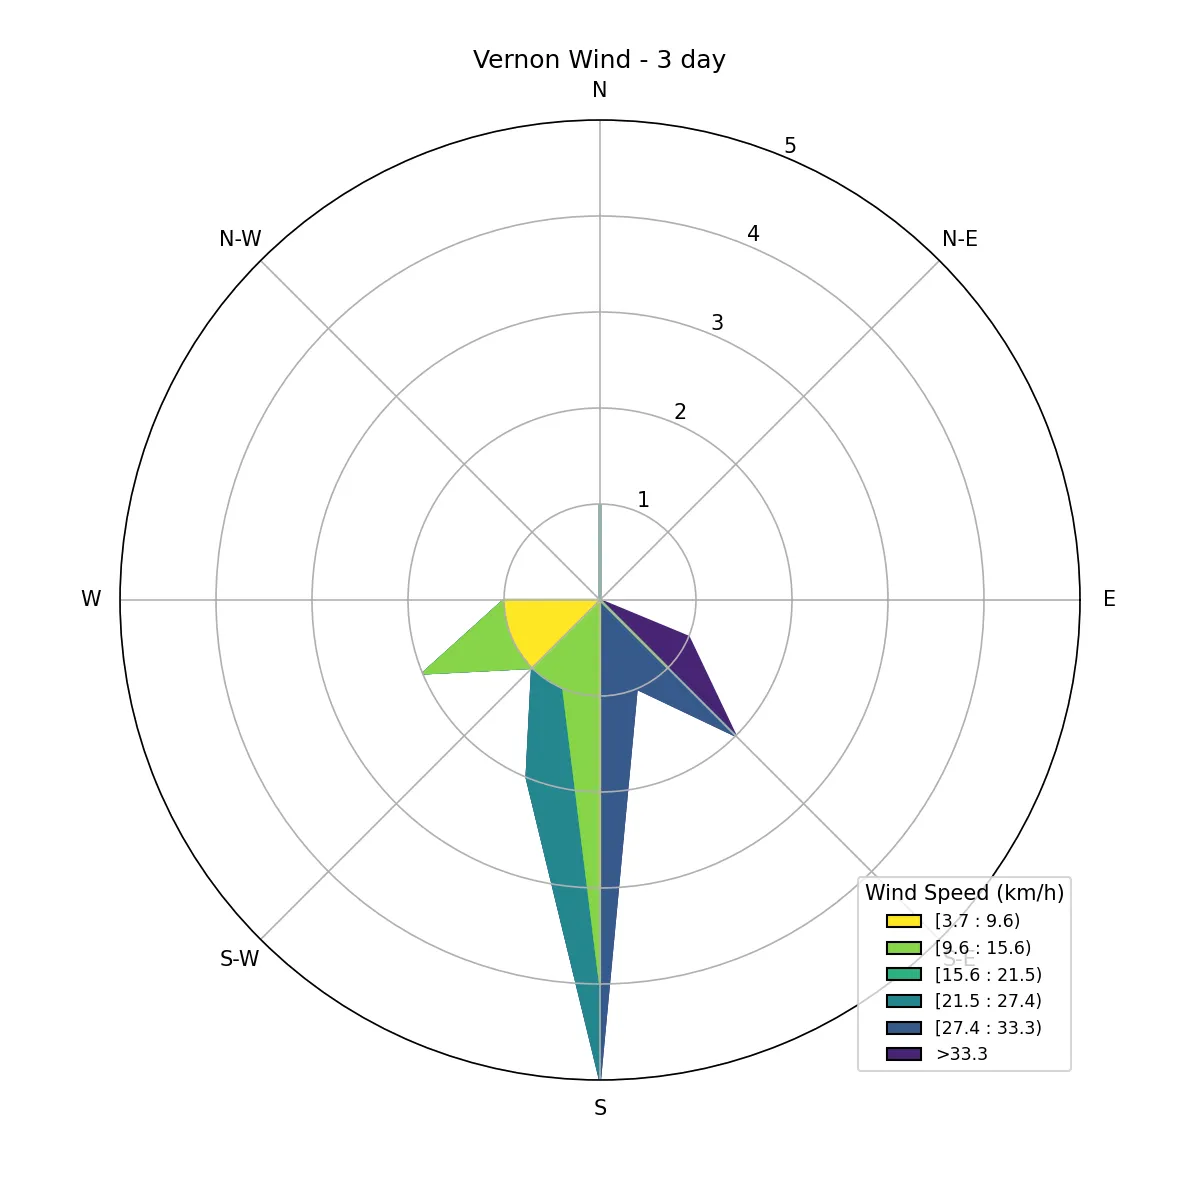 Vernon Wind - 3 day
N
5
N-W
4
N-E
3
2
1
W
E
Wind Speed (km/h)
[3.7 : 9.6)
[9.6 : 15.6)
S-W
S-E
[15.6 : 21.5)
[21.5 : 27.4)
[27.4 : 33.3)
>33.3
S